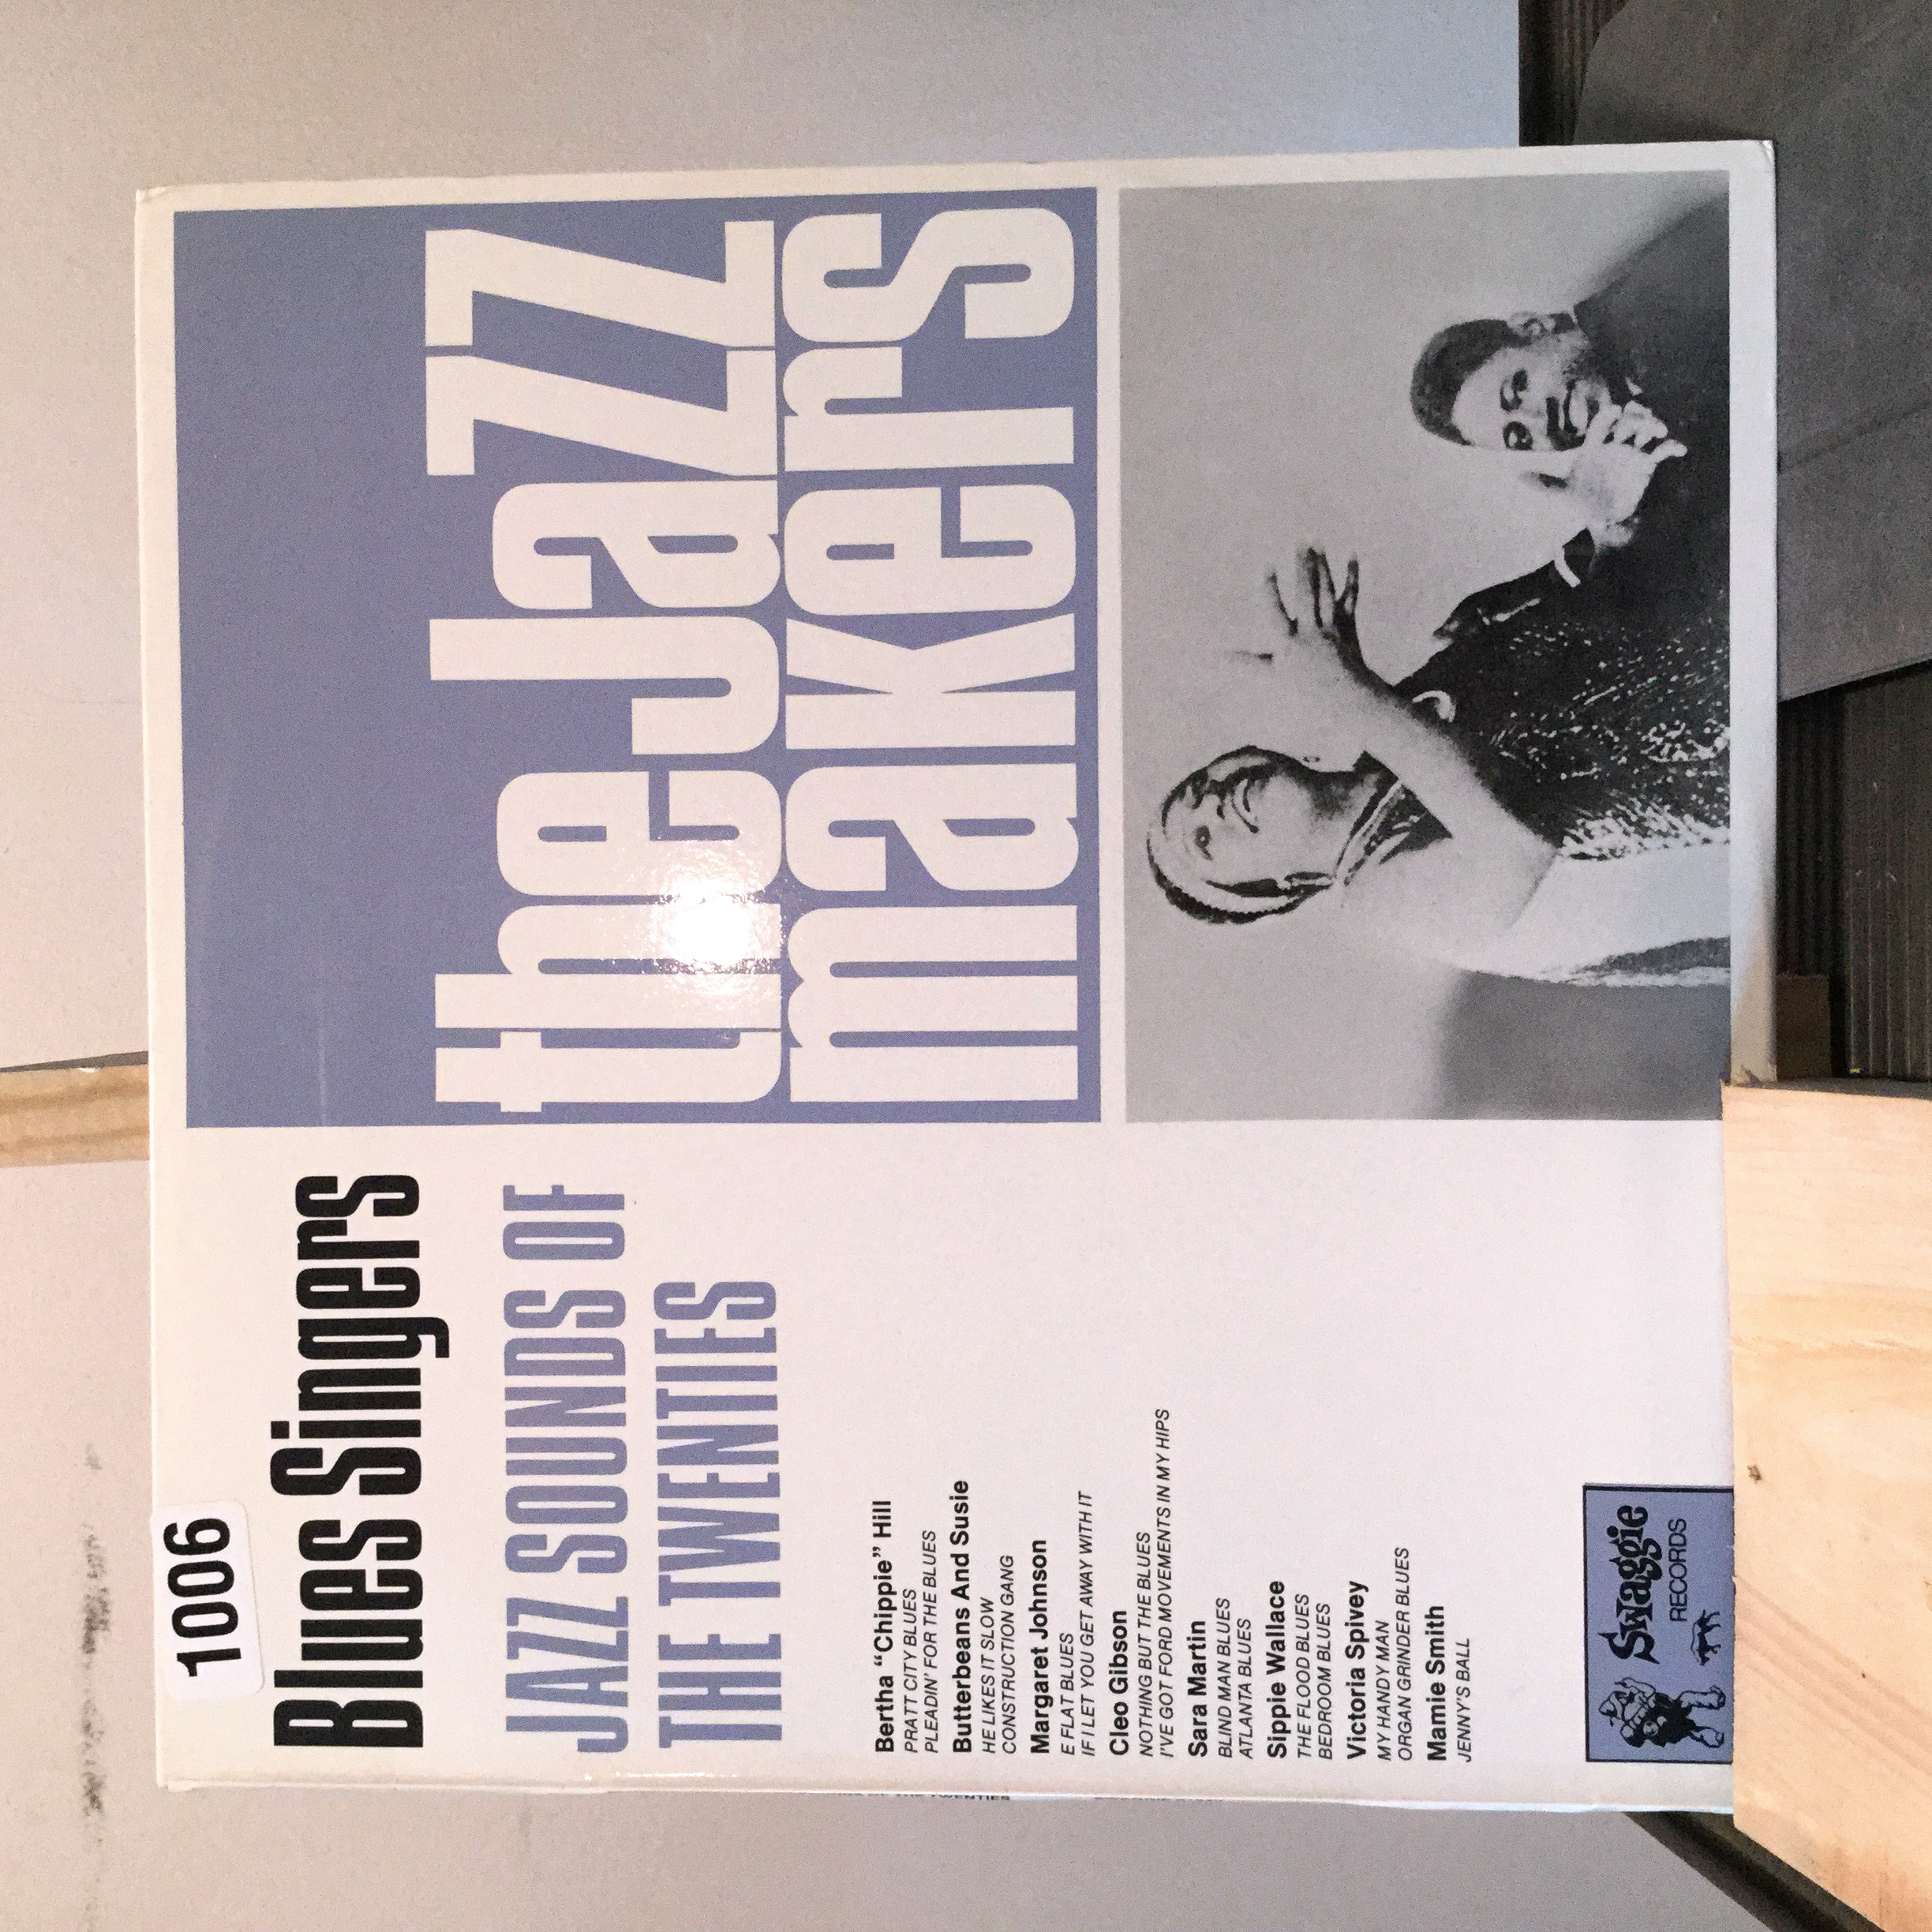 1006
Blues Singers
JAZZ SOUNDS OF
THE TWENTIES
the Jazz
makers
Bertha “Chippie” Hill
PRATT CITY BLUES
PLEADIN' FOR THE BLUES
Butterbeans And Susie
HE LIKES IT SLOW
CONSTRUCTION GANG
Margaret Johnson
E FLAT BLUES
IF I LET YOU GET AWAY WITH IT
Cleo Gibson
NOTHING BUT THE BLUES
I'VE GOT FORD MOVEMENTS IN MY HIPS
Sara Martin
BLIND MAN BLUES
ATLANTA BLUES
Sippie Wallace
THE FLOOD BLUES
BEDROOM BLUES
Victoria Spivey
MY HANDY MAN
ORGAN GRINDER BLUES
Mamie Smith
JENNY'S BALL
Swaggie
RECORDS